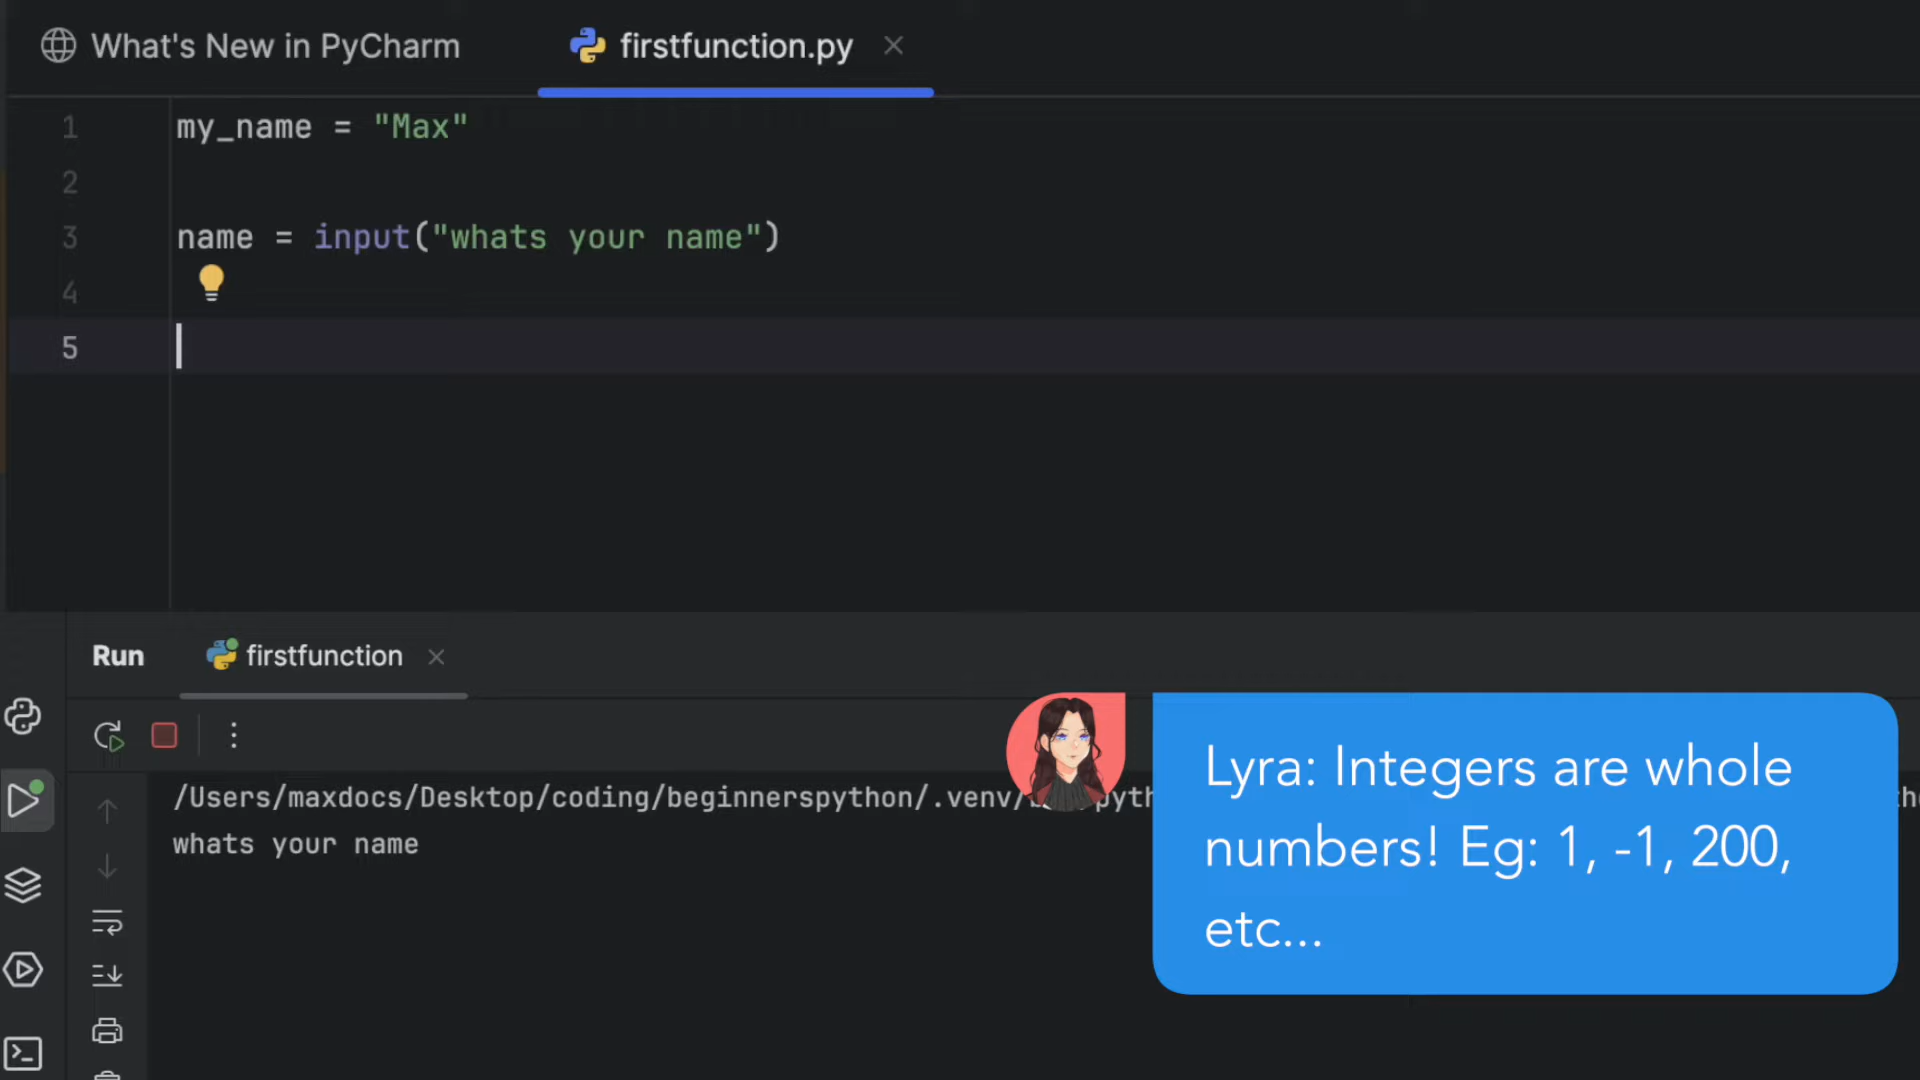 What's New in PyCharm
firstfunction.py
1 my_name = "Max"
2
3 name = input("whats your name")
4
5
Run
firstfunction
/Users/maxdocs/Desktop/coding/beginnerspython/.venv/
whats your name
Lyra: Integers are whole
numbers! Eg: 1, -1, 200,
etc...